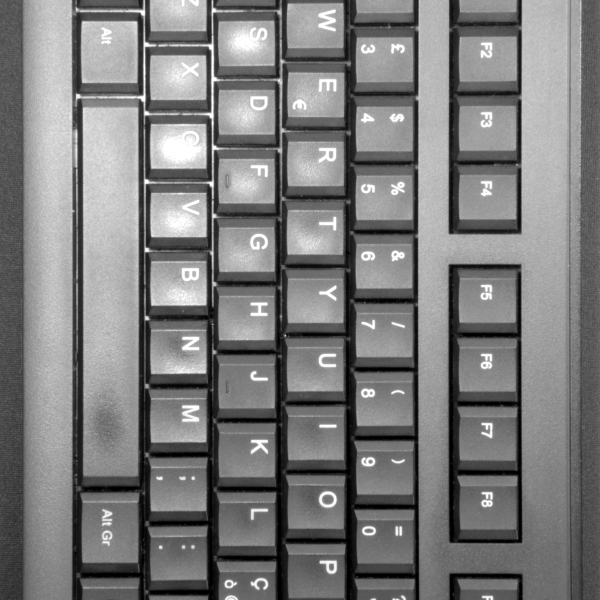 F2 F3 F4 F5 F6 F7 F8
£ $ % & / ( ) =
3 4 5 6 7 8 9 0
W E R T Y U I O P
€
S D F G H J K L Ç
ò
Z X C V B N M ; :
, .
Alt Alt Gr